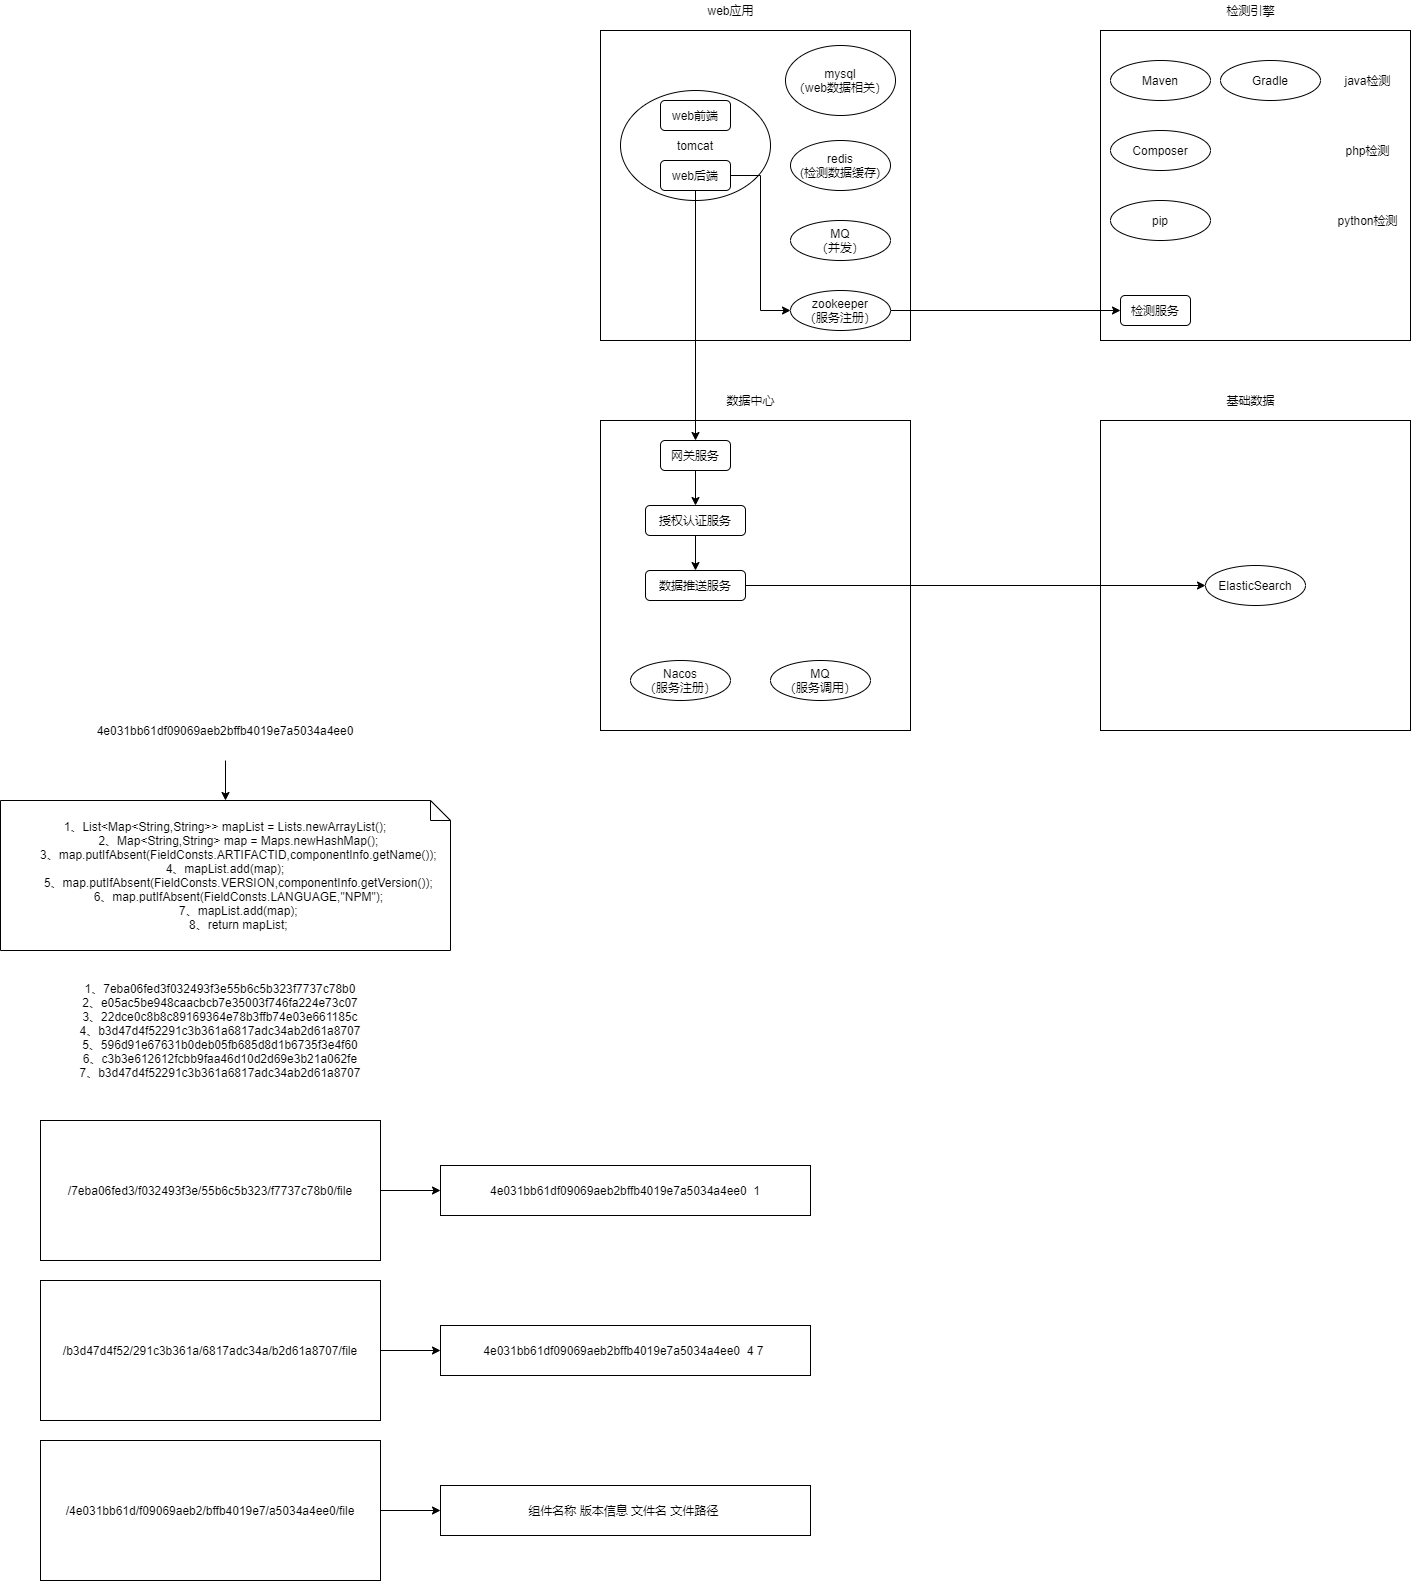 web应用
检测引擎
mysql
（web数据相关）
web前端
tomcat
web后端
redis
(检测数据缓存)
MQ
（并发）
zookeeper
（服务注册）
Maven
Gradle
java检测
Composer
php检测
pip
python检测
检测服务
数据中心
基础数据
网关服务
授权认证服务
数据推送服务
ElasticSearch
Nacos
（服务注册）
MQ
（服务调用）
4e031bb61df09069aeb2bffb4019e7a5034a4ee0
1、List<Map<String,String>> mapList = Lists.newArrayList();
2、Map<String,String> map = Maps.newHashMap();
3、map.putIfAbsent(FieldConsts.ARTIFACTID,componentInfo.getName());
4、mapList.add(map);
5、map.putIfAbsent(FieldConsts.VERSION,componentInfo.getVersion());
6、map.putIfAbsent(FieldConsts.LANGUAGE,"NPM");
7、mapList.add(map);
8、return mapList;
1、7eba06fed3f032493f3e55b6c5b323f7737c78b0
2、e05ac5be948caacbcb7e35003f746fa224e73c07
3、22dce0c8b8c89169364e78b3ffb74e03e661185c
4、b3d47d4f52291c3b361a6817adc34ab2d61a8707
5、596d91e67631b0deb05fb685d8d1b6735f3e4f60
6、c3b3e612612fcbb9faa46d10d2d69e3b21a062fe
7、b3d47d4f52291c3b361a6817adc34ab2d61a8707
/7eba06fed3/f032493f3e/55b6c5b323/f7737c78b0/file
4e031bb61df09069aeb2bffb4019e7a5034a4ee0  1
/b3d47d4f52/291c3b361a/6817adc34a/b2d61a8707/file
4e031bb61df09069aeb2bffb4019e7a5034a4ee0  4 7
/4e031bb61d/f09069aeb2/bffb4019e7/a5034a4ee0/file
组件名称 版本信息 文件名 文件路径